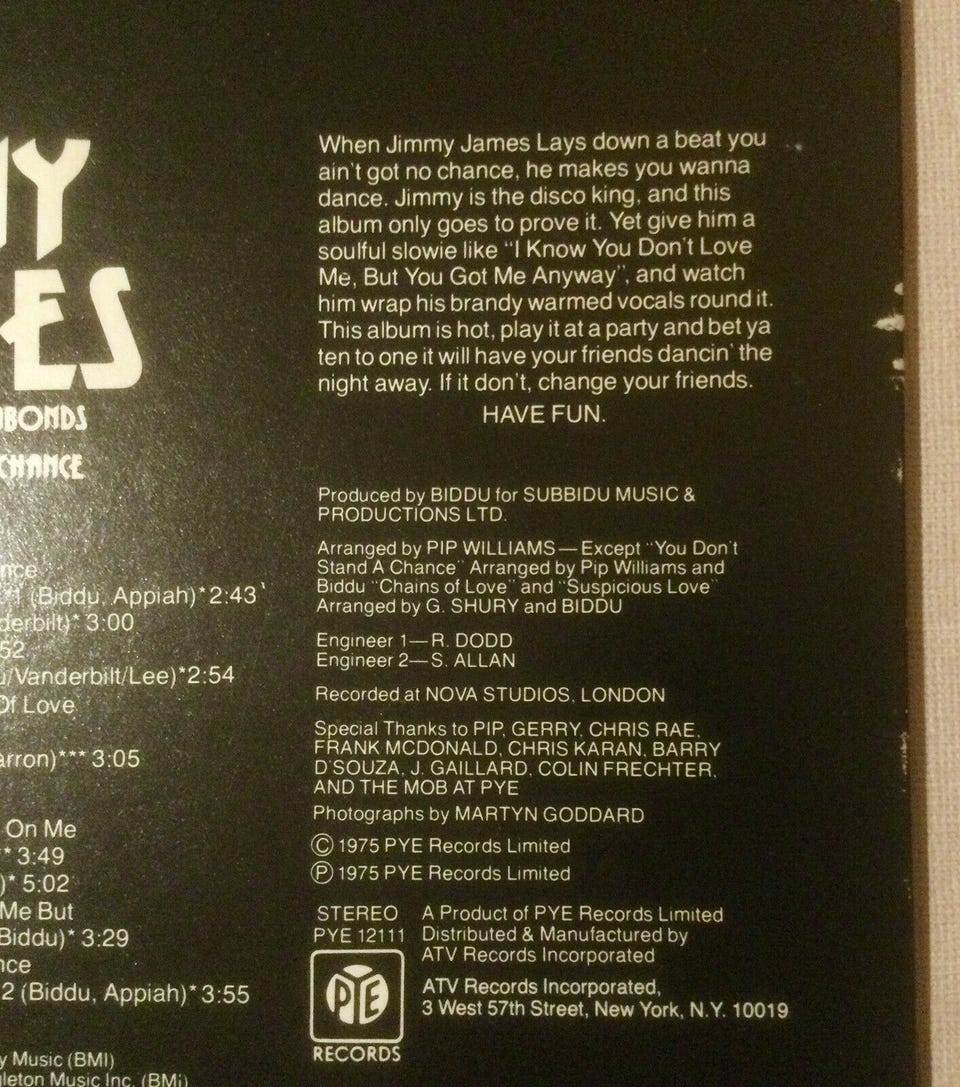 MY
ES
BONDS
CHANCE
When Jimmy James Lays down a beat you
ain't got no chance, he makes you wanna
dance. Jimmy is the disco king, and this
album only goes to prove it. Yet give him a
soulful slowie like “I Know You Don't Love
Me, But You Got Me Anyway”, and watch
him wrap his brandy warmed vocals round it.
This album is hot, play it at a party and bet ya
ten to one it will have your friends dancin' the
night away. If it don't, change your friends.
HAVE FUN.
nce
1 (Biddu, Appiah)*2:43
derbilt)* 3:00
52
u/Vanderbilt/Lee)*2:54
Of Love
arron)*** 3:05
On Me
** 3:49
)* 5:02
Me But
Biddu)* 3:29
nce
2 (Biddu, Appiah)*3:55
y Music (BMI)
gleton Music Inc. (BMi)
Produced by BIDDU for SUBBIDU MUSIC &
PRODUCTIONS LTD.
Arranged by PIP WILLIAMS—Except “You Don't
Stand A Chance” Arranged by Pip Williams and
Biddu “Chains of Love” and “Suspicious Love”
Arranged by G. SHURY and BIDDU
Engineer 1—R. DODD
Engineer 2—S. ALLAN
Recorded at NOVA STUDIOS, LONDON
Special Thanks to PIP, GERRY, CHRIS RAE,
FRANK MCDONALD, CHRIS KARAN, BARRY
D'SOUZA, J. GAILLARD, COLIN FRECHTER,
AND THE MOB AT PYE
Photographs by MARTYN GODDARD
© 1975 PYE Records Limited
℗ 1975 PYE Records Limited
STEREO
PYE 12111
A Product of PYE Records Limited
Distributed & Manufactured by
ATV Records Incorporated
ATV Records Incorporated,
3 West 57th Street, New York, N.Y. 10019
PYE
RECORDS